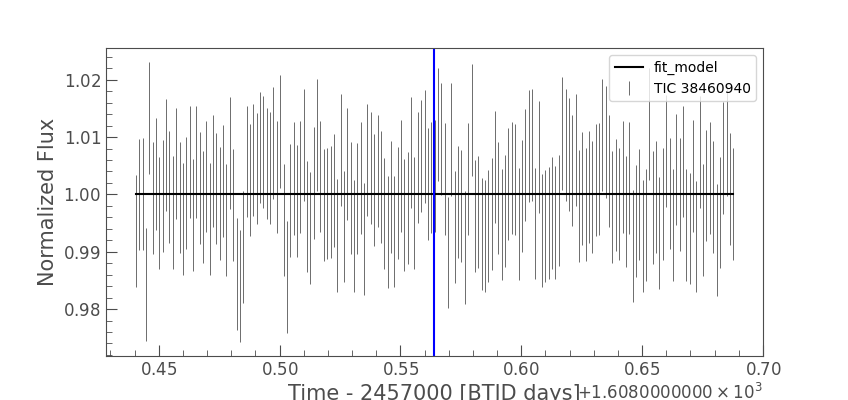 fit_model
TIC 38460940
1.02
1.01
1.00
0.99
0.98
Normalized Flux
0.45 0.50 0.55 0.60 0.65 0.70
Time - 2457000 [BTJD days]
+1.6080000000 × 10³